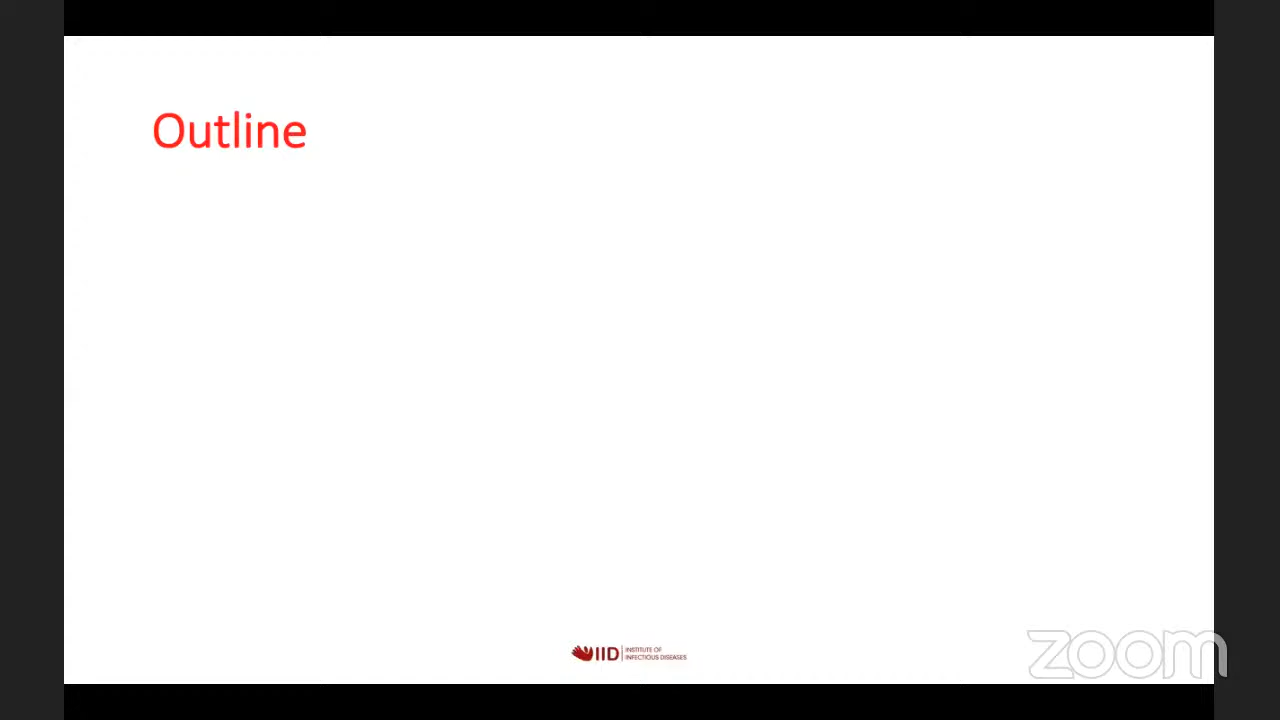 Outline
IID
INSTITUTE OF
INFECTIOUS DISEASES
zoom